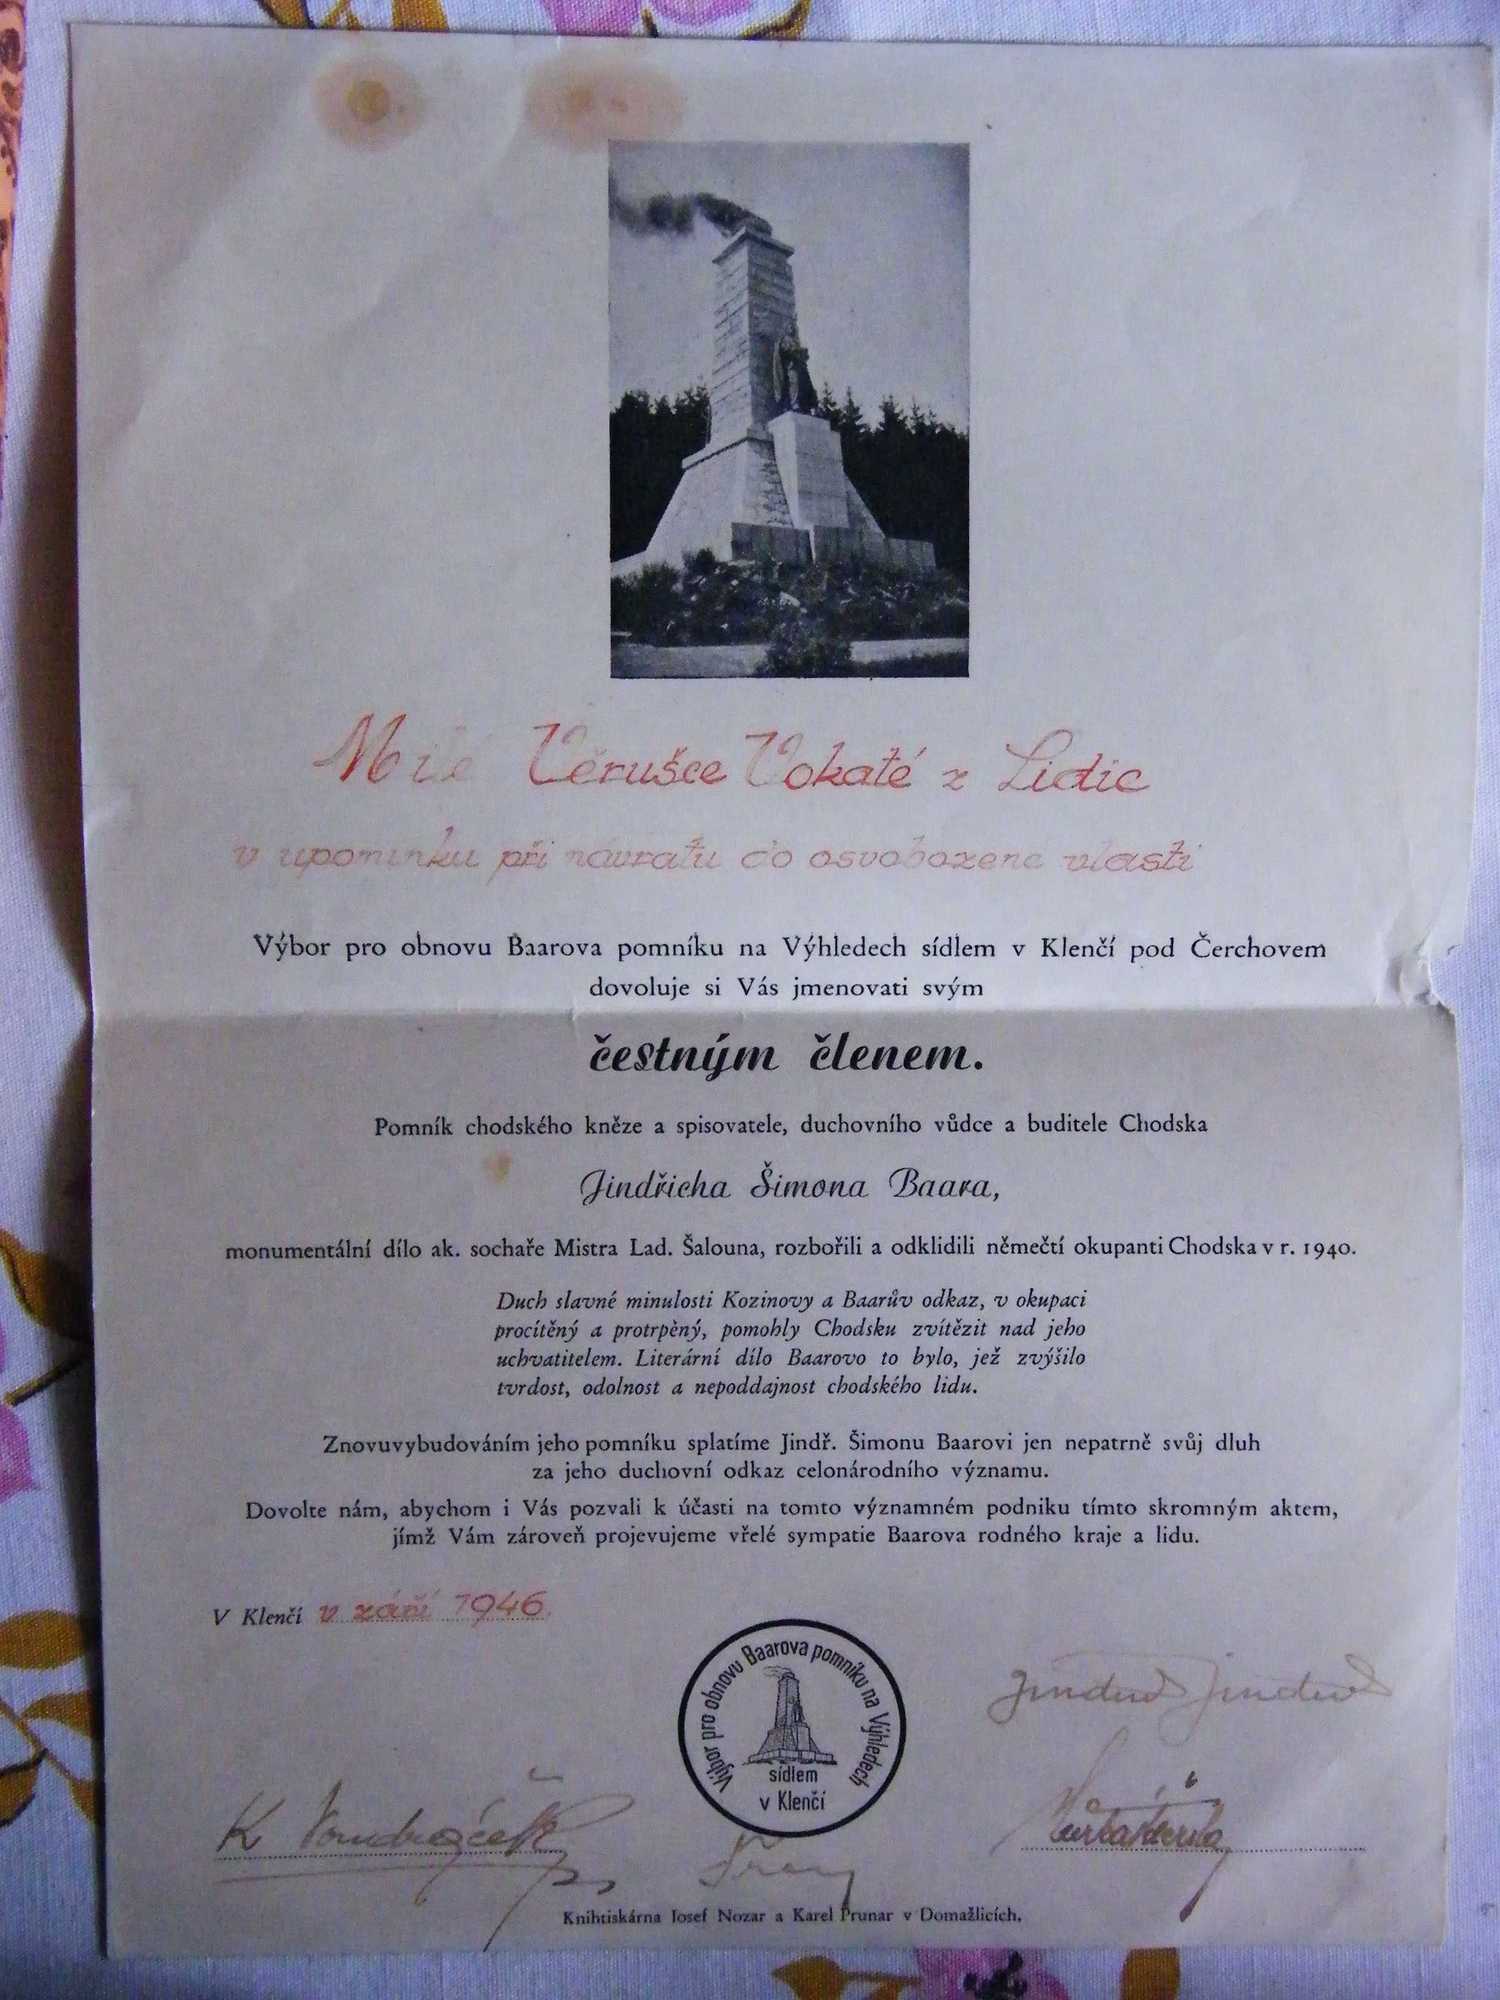 Milé Věrušce Vokaté z Lidic
v upomínku při návratu do osvobozené vlasti
Výbor pro obnovu Baarova pomníku na Výhledech sídlem v Klenčí pod Čerchovem
dovoluje si Vás jmenovati svým
čestným členem.
Pomník chodského kněze a spisovatele, duchovního vůdce a buditele Chodska
Jindřicha Šimona Baara,
monumentální dílo ak. sochaře Mistra Lad. Šalouna, rozbořili a odklidili němečtí okupanti Chodska v r. 1940.
Duch slavné minulosti Kozinovy a Baarův odkaz, v okupaci
procítěný a protrpěný, pomohly Chodsku zvítězit nad jeho
uchvatitelem. Literární dílo Baarovo to bylo, jež zvýšilo
tvrdost, odolnost a nepoddajnost chodského lidu.
Znovuvybudováním jeho pomníku splatíme Jindř. Šimonu Baarovi jen nepatrně svůj dluh
za jeho duchovní odkaz celonárodního významu.
Dovolte nám, abychom i Vás pozvali k účasti na tomto významném podniku tímto skromným aktem,
jímž Vám zároveň projevujeme vřelé sympatie Baarova rodného kraje a lidu.
V Klenčí v září 1946.
Výbor pro obnovu Baarova pomníku na Výhledech
sídlem
v Klenčí
Jindřich Jindřich
K Vondráček
Knihtiskárna Josef Nozar a Karel Prunar v Domažlicích.